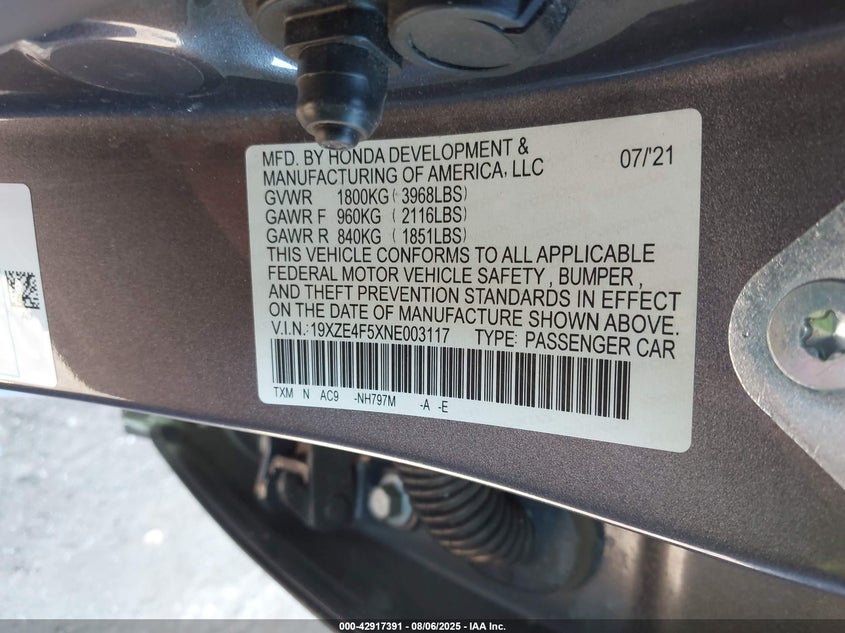 MFD. BY HONDA DEVELOPMENT & 07/'21
MANUFACTURING OF AMERICA, LLC
GVWR 1800KG ( 3968LBS)
GAWR F 960KG ( 2116LBS)
GAWR R 840KG ( 1851LBS)
THIS VEHICLE CONFORMS TO ALL APPLICABLE
FEDERAL MOTOR VEHICLE SAFETY , BUMPER ,
AND THEFT PREVENTION STANDARDS IN EFFECT
ON THE DATE OF MANUFACTURE SHOWN ABOVE.
V.I.N.: 19XZE4F5XNE003117 TYPE: PASSENGER CAR
TXM N AC9 -NH797M -A -E
000-42917391 - 08/06/2025 - IAA Inc.